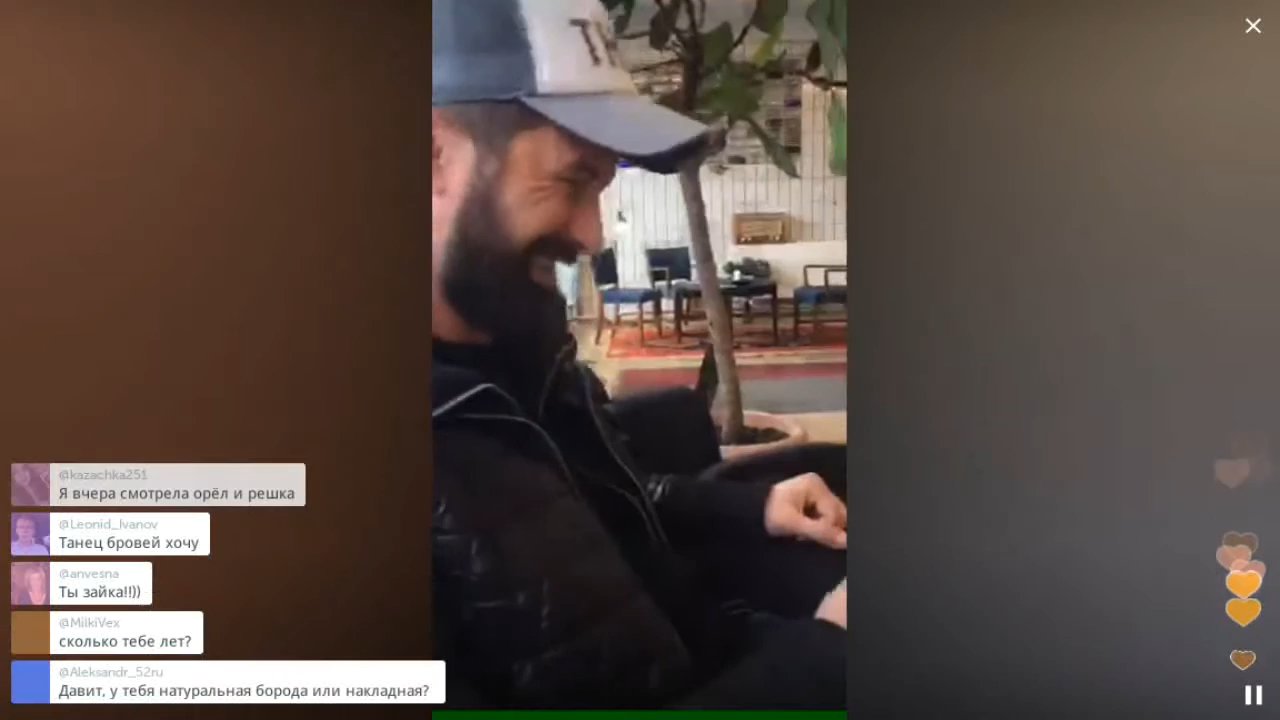 @kazachka251
Я вчера смотрела орёл и решка
@Leonid_Ivanov
Танец бровей хочу
@anvesna
Ты зайка!!))
@MilkiVex
сколько тебе лет?
@Aleksandr_52ru
Давит, у тебя натуральная борода или накладная?